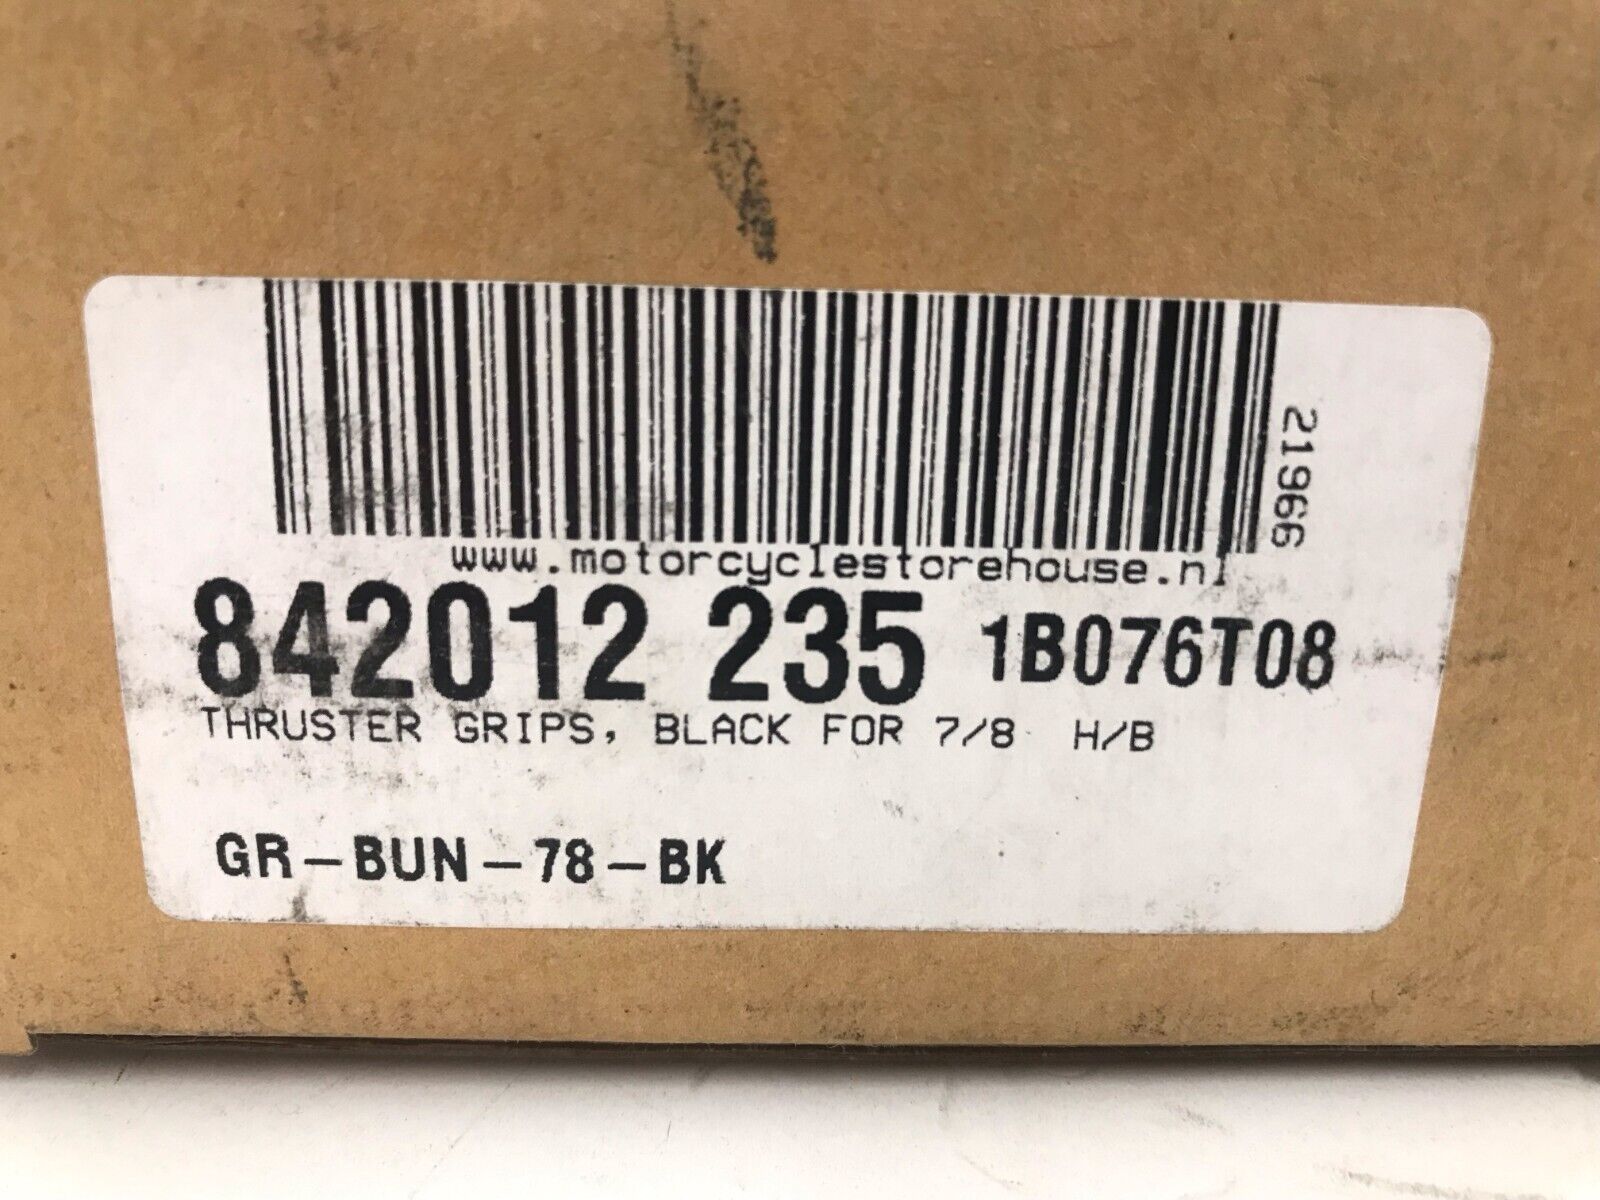 21966
www.motorcyclestorehouse.nl
842012 235 1B076T08
THRUSTER GRIPS, BLACK FOR 7/8 H/B
GR-BUN-78-BK